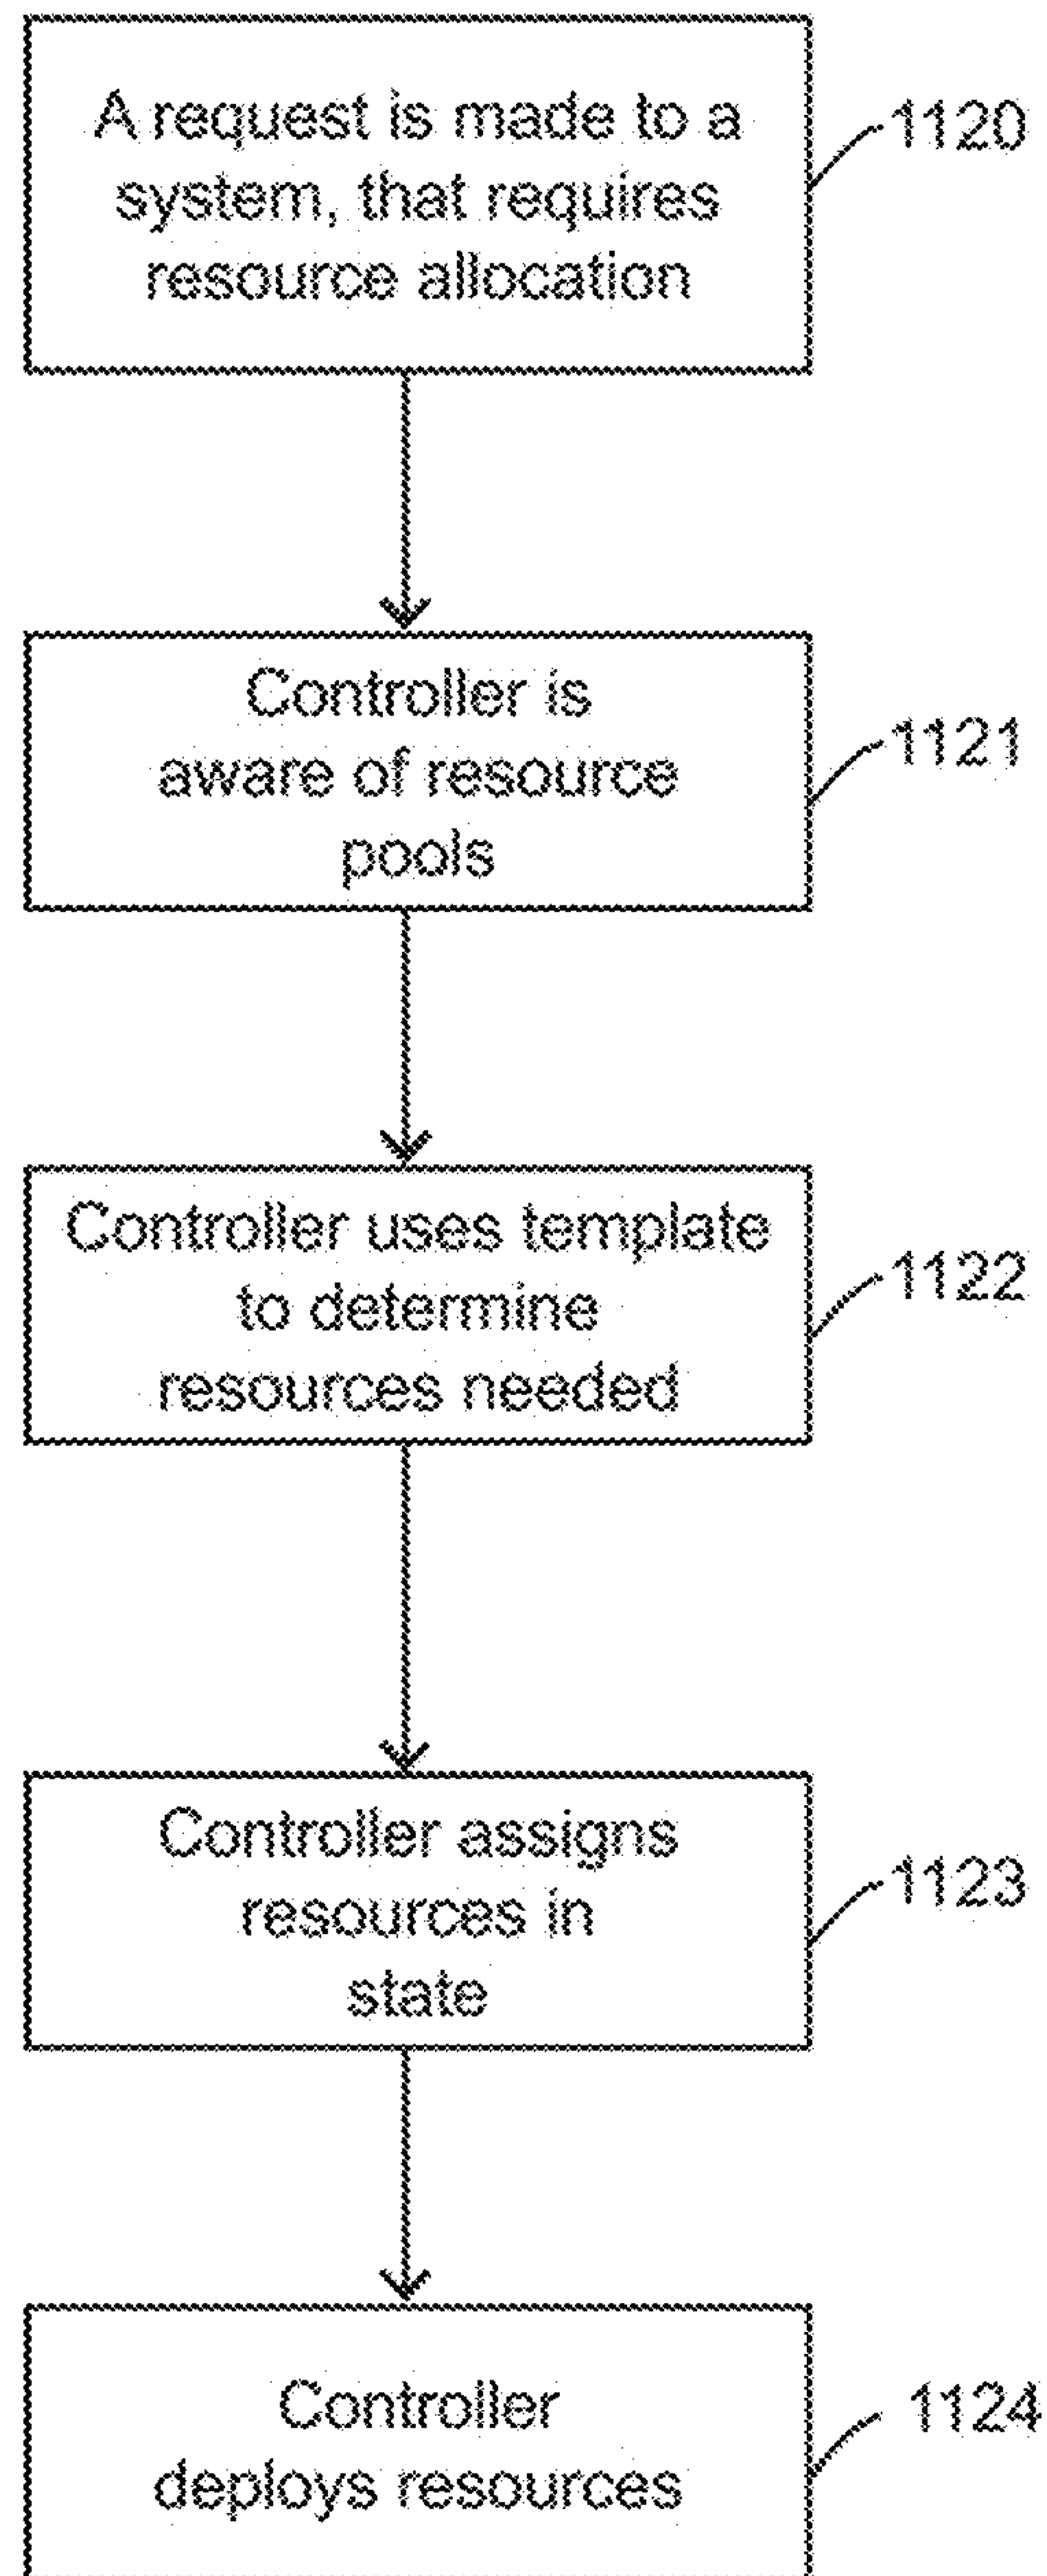 A request is made to a
system, that requires
resource allocation
1120
Controller is
aware of resource
pools
1121
Controller uses template
to determine
resources needed
1122
Controller assigns
resources in
state
1123
Controller
deploys resources
1124